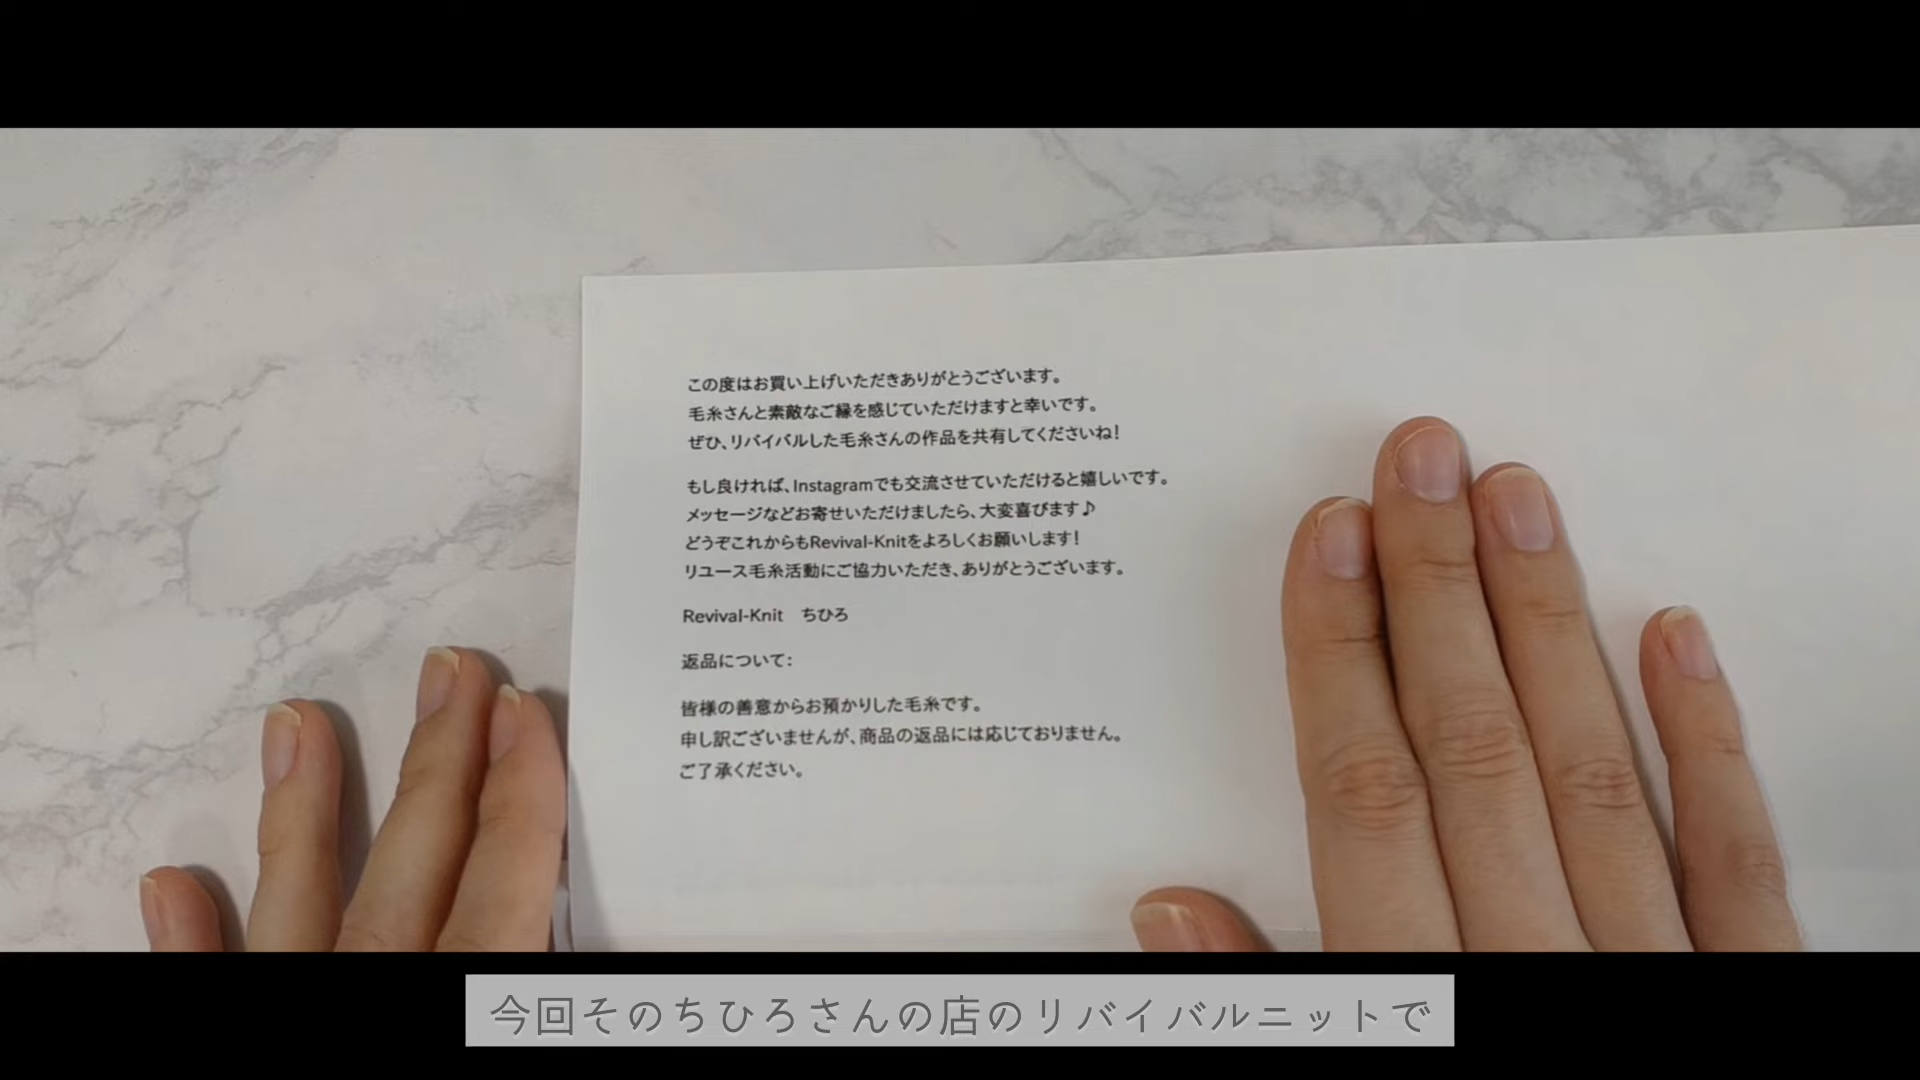 この度はお買い上げいただきありがとうございます。
毛糸さんと素敵なご縁を感じていただけますと幸いです。
ぜひ、リバイバルした毛糸さんの作品を共有してくださいね！
もし良ければ、Instagramでも交流させていただけると嬉しいです。
メッセージなどお寄せいただけましたら、大変喜びます♪
どうぞこれからもRevival-Knitをよろしくお願いします！
リユース毛糸活動にご協力いただき、ありがとうございます。
Revival-Knit　ちひろ
返品について：
皆様の善意からお預かりした毛糸です。
申し訳ございませんが、商品の返品には応じておりません。
ご了承ください。
今回そのちひろさんの店のリバイバルニットで